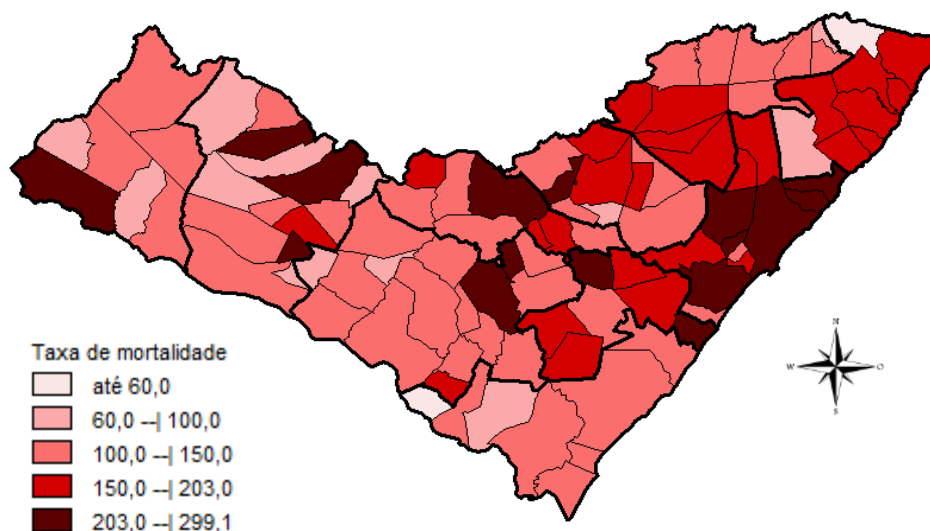 Taxa de mortalidade
até 60,0
60,0 --| 100,0
100,0 --| 150,0
150,0 --| 203,0
203,0 --| 299,1
N
W
O
S